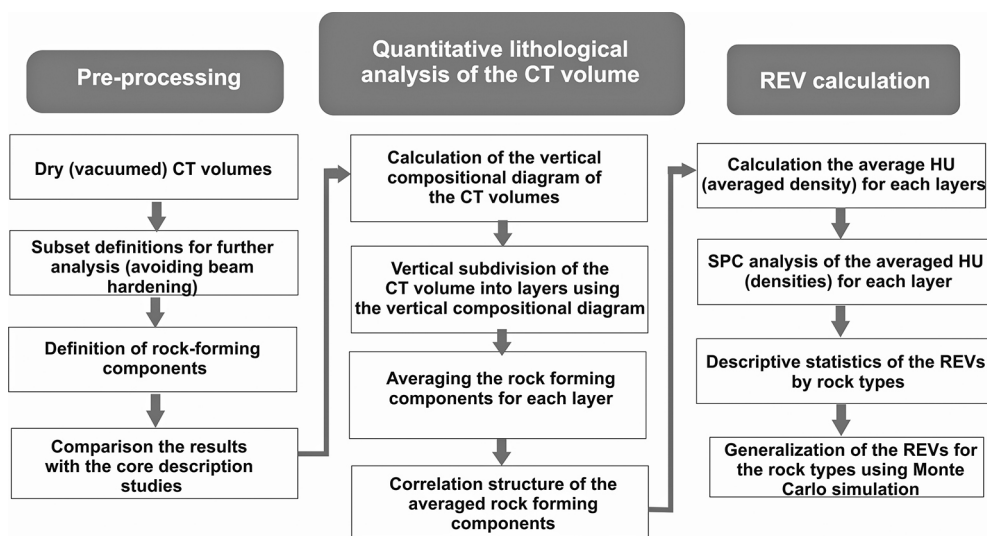 Pre-processing
Dry (vacuumed) CT volumes
Subset definitions for further
analysis (avoiding beam
hardening)
Definition of rock-forming
components
Comparison the results
with the core description
studies
Quantitative lithological
analysis of the CT volume
Calculation of the vertical
compositional diagram of
the CT volumes
Vertical subdivision of the
CT volume into layers using
the vertical compositional diagram
Averaging the rock forming
components for each layer
Correlation structure of the
averaged rock forming
components
REV calculation
Calculation the average HU
(averaged density) for each layers
SPC analysis of the averaged HU
(densities) for each layer
Descriptive statistics of the REVs
by rock types
Generalization of the REVs for
the rock types using Monte
Carlo simulation